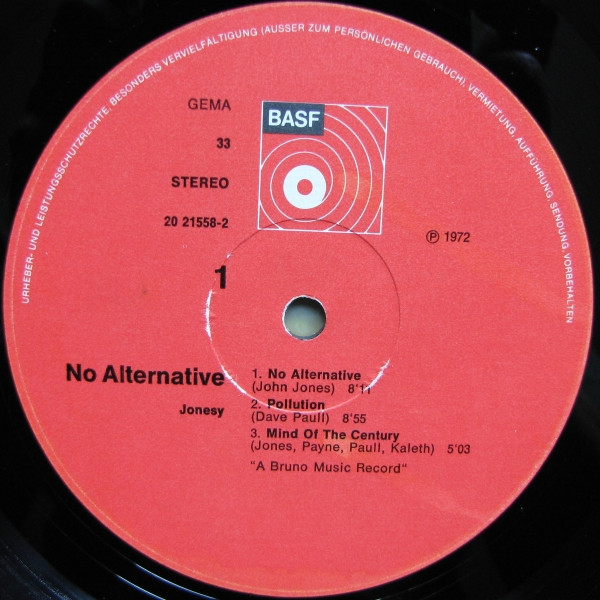 URHEBER- UND LEISTUNGSSCHUTZRECHTE, BESONDERS VERVIELFÄLTIGUNG (AUSSER ZUM PERSÖNLICHEN GEBRAUCH), VERMIETUNG, AUFFÜHRUNG, SENDUNG, VORBEHALTEN
GEMA
BASF
33
STEREO
20 21558-2
℗ 1972
1
No Alternative
Jonesy
1. No Alternative
(John Jones) 8'11
2. Pollution
(Dave Paull) 8'55
3. Mind Of The Century
(Jones, Payne, Paull, Kaleth) 5'03
"A Bruno Music Record"